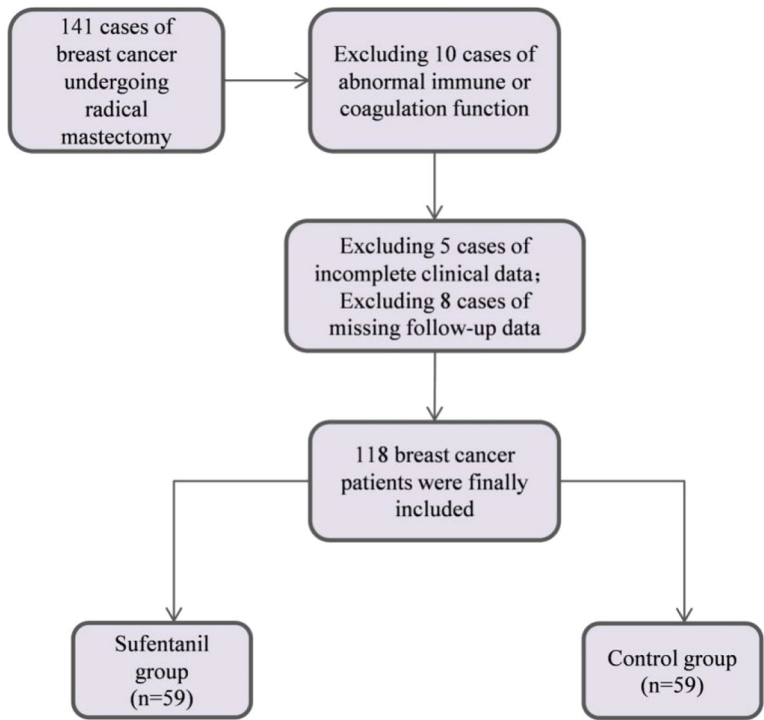 141 cases of
breast cancer
undergoing
radical
mastectomy
Excluding 10 cases of
abnormal immune or
coagulation function
Excluding 5 cases of
incomplete clinical data；
Excluding 8 cases of
missing follow-up data
118 breast cancer
patients were finally
included
Sufentanil
group
(n=59)
Control group
(n=59)